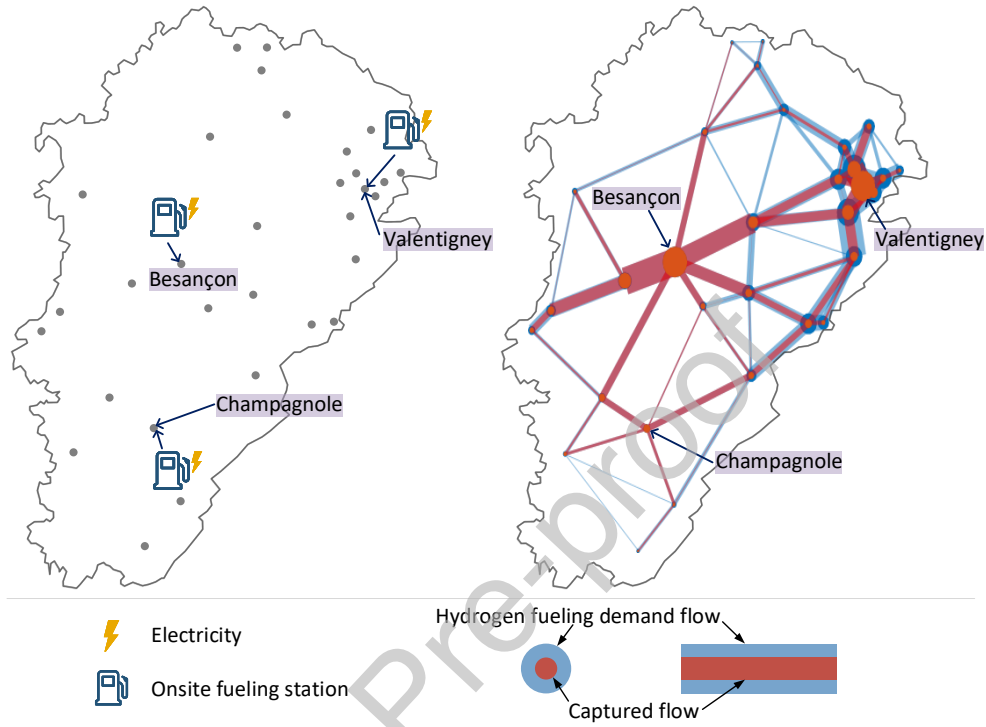 Besançon
Valentigney
Besançon
Valentigney
Champagnole
Champagnole
Pre-proof
Electricity
Onsite fueling station
Hydrogen fueling demand flow
Captured flow